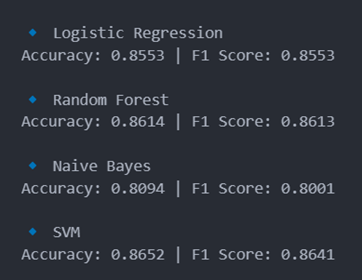 🔹 Logistic Regression
Accuracy: 0.8553 | F1 Score: 0.8553
🔹 Random Forest
Accuracy: 0.8614 | F1 Score: 0.8613
🔹 Naive Bayes
Accuracy: 0.8094 | F1 Score: 0.8001
🔹 SVM
Accuracy: 0.8652 | F1 Score: 0.8641